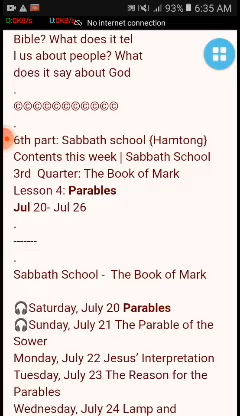 O:0KB/s U:0KB/s No internet connection 93% 6:35 AM
Bible? What does it tel
l us about people? What
does it say about God
.
©©©©©©©©©©©
.
6th part: Sabbath school {Hamtong}
Contents this week | Sabbath School
3rd  Quarter: The Book of Mark
Lesson 4: Parables
Jul 20- Jul 26
.
-------
.
Sabbath School -  The Book of Mark
🎧Saturday, July 20 Parables
🎧Sunday, July 21 The Parable of the
Sower
Monday, July 22 Jesus’ Interpretation
Tuesday, July 23 The Reason for the
Parables
Wednesday, July 24 Lamp and